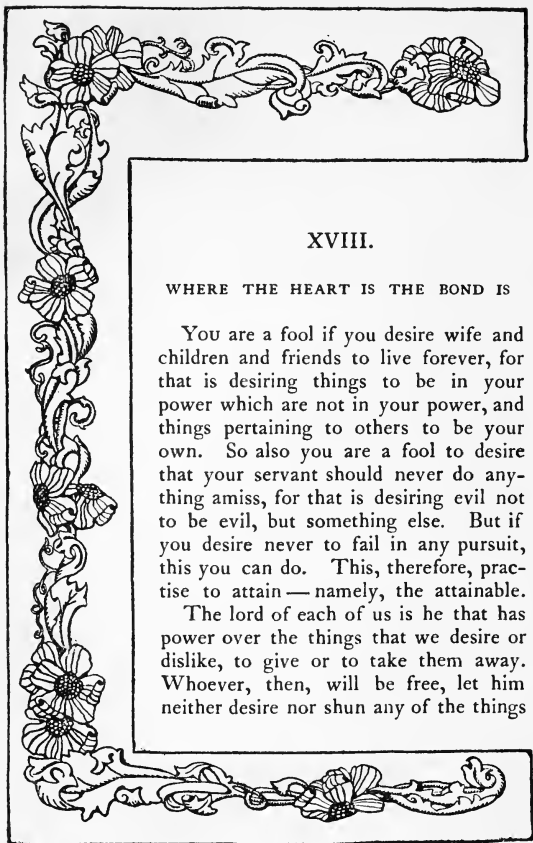 XVIII.
WHERE THE HEART IS THE BOND IS
You are a fool if you desire wife and
children and friends to live forever, for
that is desiring things to be in your
power which are not in your power, and
things pertaining to others to be your
own. So also you are a fool to desire
that your servant should never do any-
thing amiss, for that is desiring evil not
to be evil, but something else. But if
you desire never to fail in any pursuit,
this you can do. This, therefore, prac-
tise to attain — namely, the attainable.
The lord of each of us is he that has
power over the things that we desire or
dislike, to give or to take them away.
Whoever, then, will be free, let him
neither desire nor shun any of the things